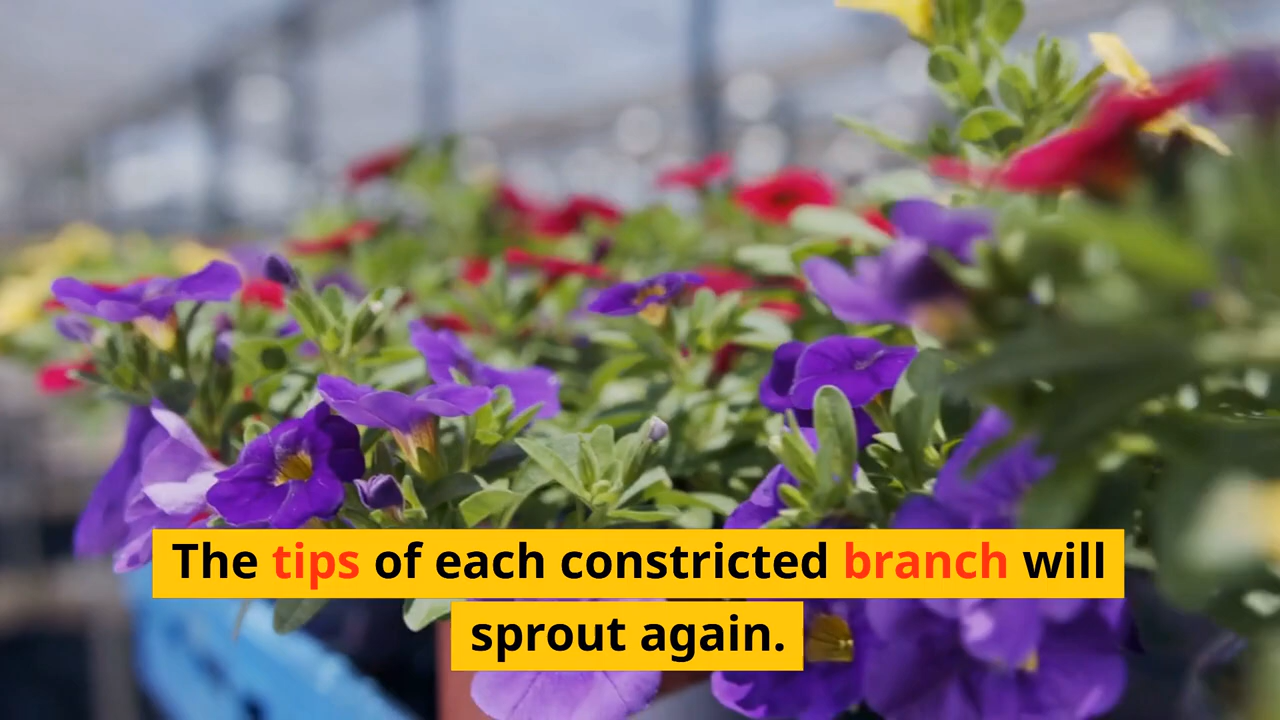 The tips of each constricted branch will
sprout again.